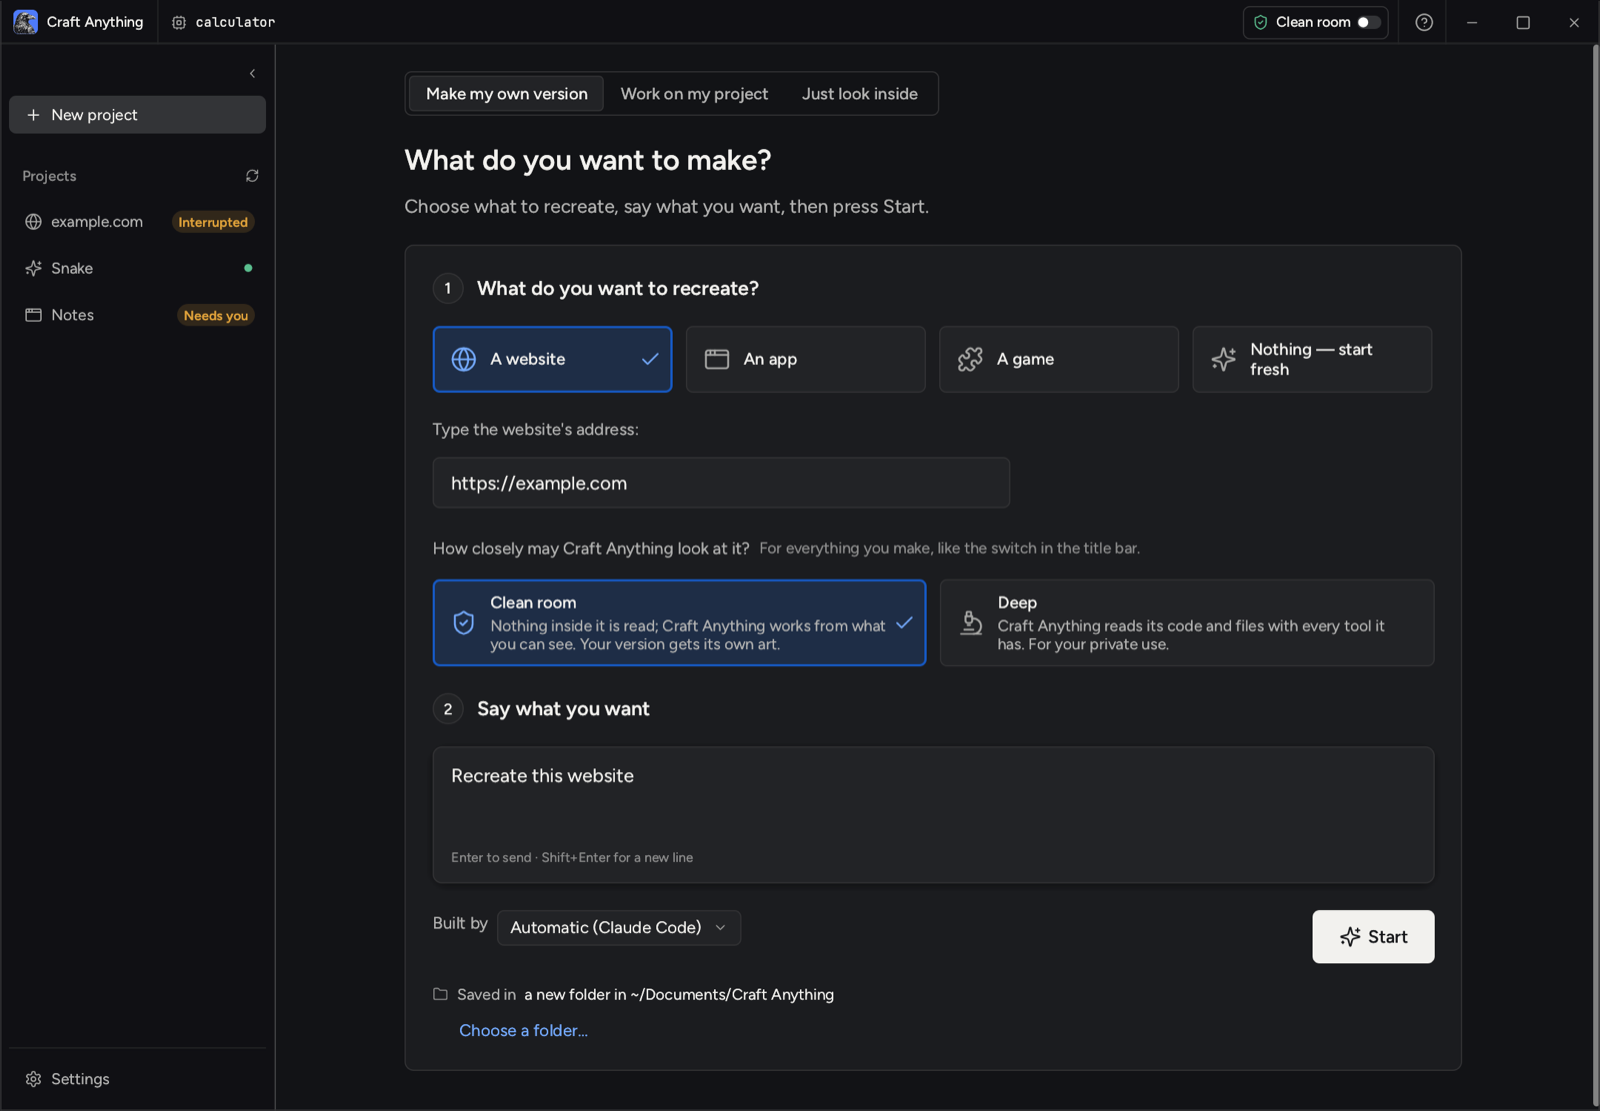 Craft Anything
calculator
Clean room
New project
Projects
example.com
Interrupted
Snake
Notes
Needs you
Settings
Make my own version
Work on my project
Just look inside
What do you want to make?
Choose what to recreate, say what you want, then press Start.
1
What do you want to recreate?
A website
An app
A game
Nothing — start
fresh
Type the website's address:
https://example.com
How closely may Craft Anything look at it? For everything you make, like the switch in the title bar.
Clean room
Nothing inside it is read; Craft Anything works from what
you can see. Your version gets its own art.
Deep
Craft Anything reads its code and files with every tool it
has. For your private use.
2
Say what you want
Recreate this website
Enter to send · Shift+Enter for a new line
Built by
Automatic (Claude Code)
Start
Saved in a new folder in ~/Documents/Craft Anything
Choose a folder...